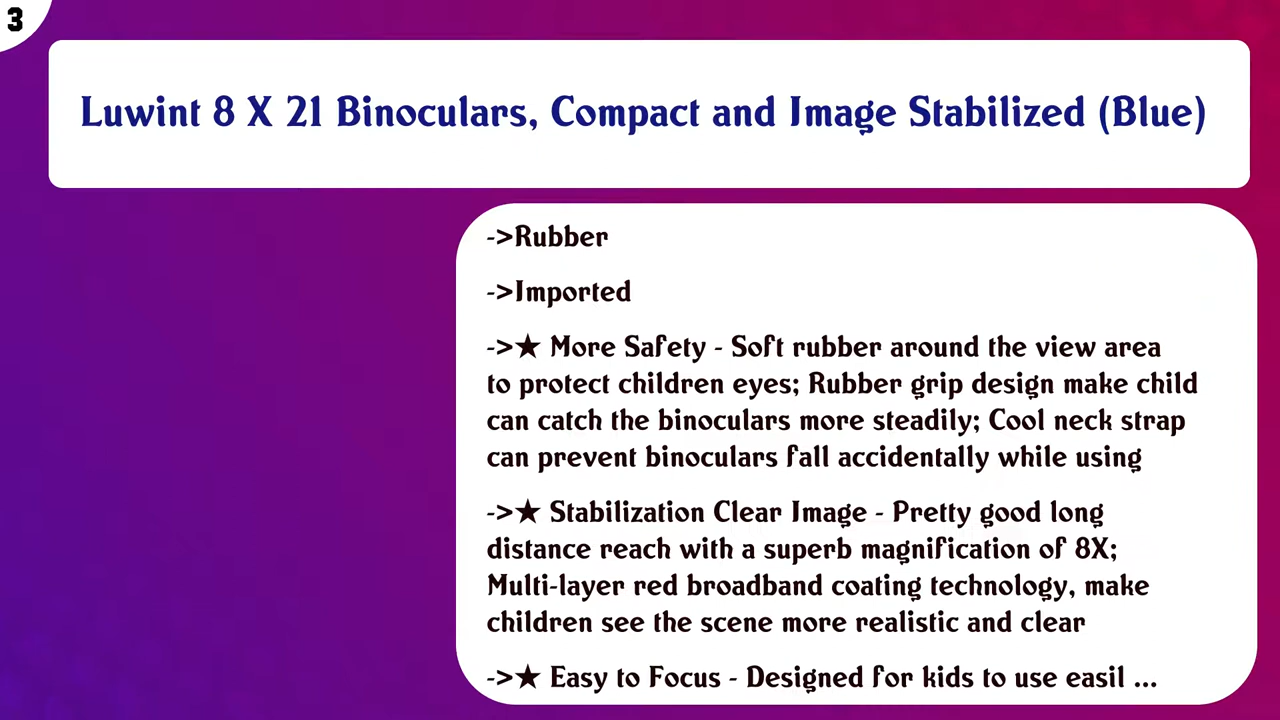 3
Luwint 8 X 21 Binoculars, Compact and Image Stabilized (Blue)
->Rubber
->Imported
->★ More Safety - Soft rubber around the view area
to protect children eyes; Rubber grip design make child
can catch the binoculars more steadily; Cool neck strap
can prevent binoculars fall accidentally while using
->★ Stabilization Clear Image - Pretty good long
distance reach with a superb magnification of 8X;
Multi-layer red broadband coating technology, make
children see the scene more realistic and clear
->★ Easy to Focus - Designed for kids to use easil ...